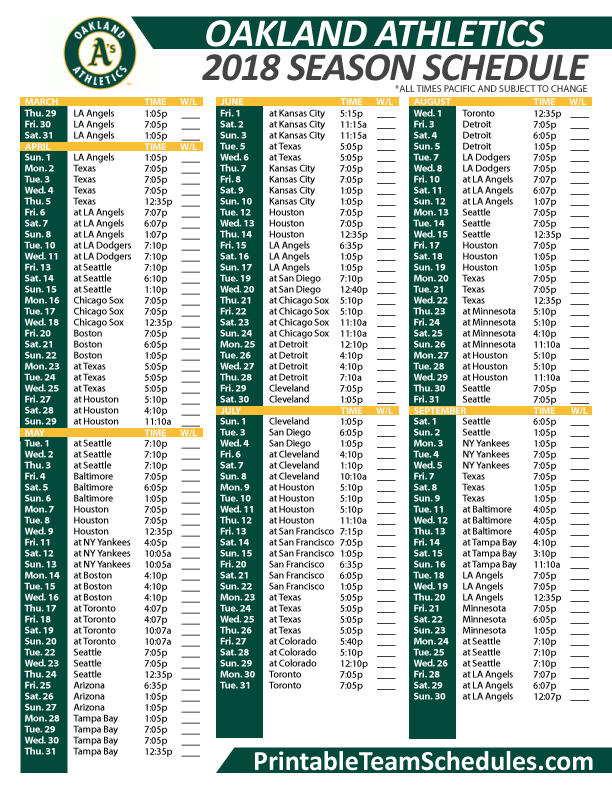 OAKLAND
A's
ATHLETICS
OAKLAND ATHLETICS
2018 SEASON SCHEDULE
*ALL TIMES PACIFIC AND SUBJECT TO CHANGE
MARCH TIME W/L
Thu. 29 LA Angels 1:05p
Fri. 30 LA Angels 7:05p
Sat. 31 LA Angels 1:05p
APRIL TIME W/L
Sun. 1 LA Angels 1:05p
Mon. 2 Texas 7:05p
Tue. 3 Texas 7:05p
Wed. 4 Texas 7:05p
Thu. 5 Texas 12:35p
Fri. 6 at LA Angels 7:07p
Sat. 7 at LA Angels 6:07p
Sun. 8 at LA Angels 1:07p
Tue. 10 at LA Dodgers 7:10p
Wed. 11 at LA Dodgers 7:10p
Fri. 13 at Seattle 7:10p
Sat. 14 at Seattle 6:10p
Sun. 15 at Seattle 1:10p
Mon. 16 Chicago Sox 7:05p
Tue. 17 Chicago Sox 7:05p
Wed. 18 Chicago Sox 12:35p
Fri. 20 Boston 7:05p
Sat. 21 Boston 6:05p
Sun. 22 Boston 1:05p
Mon. 23 at Texas 5:05p
Tue. 24 at Texas 5:05p
Wed. 25 at Texas 5:05p
Fri. 27 at Houston 5:10p
Sat. 28 at Houston 4:10p
Sun. 29 at Houston 11:10a
MAY TIME W/L
Tue. 1 at Seattle 7:10p
Wed. 2 at Seattle 7:10p
Thu. 3 at Seattle 7:10p
Fri. 4 Baltimore 7:05p
Sat. 5 Baltimore 6:05p
Sun. 6 Baltimore 1:05p
Mon. 7 Houston 7:05p
Tue. 8 Houston 7:05p
Wed. 9 Houston 12:35p
Fri. 11 at NY Yankees 4:05p
Sat. 12 at NY Yankees 10:05a
Sun. 13 at NY Yankees 10:05a
Mon. 14 at Boston 4:10p
Tue. 15 at Boston 4:10p
Wed. 16 at Boston 4:10p
Thu. 17 at Toronto 4:07p
Fri. 18 at Toronto 4:07p
Sat. 19 at Toronto 10:07a
Sun. 20 at Toronto 10:07a
Tue. 22 Seattle 7:05p
Wed. 23 Seattle 7:05p
Thu. 24 Seattle 12:35p
Fri. 25 Arizona 6:35p
Sat. 26 Arizona 1:05p
Sun. 27 Arizona 1:05p
Mon. 28 Tampa Bay 1:05p
Tue. 29 Tampa Bay 7:05p
Wed. 30 Tampa Bay 7:05p
Thu. 31 Tampa Bay 12:35p
JUNE TIME W/L
Fri. 1 at Kansas City 5:15p
Sat. 2 at Kansas City 11:15a
Sun. 3 at Kansas City 11:15a
Tue. 5 at Texas 5:05p
Wed. 6 at Texas 5:05p
Thu. 7 Kansas City 7:05p
Fri. 8 Kansas City 7:05p
Sat. 9 Kansas City 1:05p
Sun. 10 Kansas City 1:05p
Tue. 12 Houston 7:05p
Wed. 13 Houston 7:05p
Thu. 14 Houston 12:35p
Fri. 15 LA Angels 6:35p
Sat. 16 LA Angels 1:05p
Sun. 17 LA Angels 1:05p
Tue. 19 at San Diego 7:10p
Wed. 20 at San Diego 12:40p
Thu. 21 at Chicago Sox 5:10p
Fri. 22 at Chicago Sox 5:10p
Sat. 23 at Chicago Sox 11:10a
Sun. 24 at Chicago Sox 11:10a
Mon. 25 at Detroit 12:10p
Tue. 26 at Detroit 4:10p
Wed. 27 at Detroit 4:10p
Thu. 28 at Detroit 7:10a
Fri. 29 Cleveland 7:05p
Sat. 30 Cleveland 1:05p
JULY TIME W/L
Sun. 1 Cleveland 1:05p
Tue. 3 San Diego 6:05p
Wed. 4 San Diego 1:05p
Fri. 6 at Cleveland 4:10p
Sat. 7 at Cleveland 1:10p
Sun. 8 at Cleveland 10:10a
Mon. 9 at Houston 5:10p
Tue. 10 at Houston 5:10p
Wed. 11 at Houston 5:10p
Thu. 12 at Houston 11:10a
Fri. 13 at San Francisco 7:15p
Sat. 14 at San Francisco 7:05p
Sun. 15 at San Francisco 1:05p
Fri. 20 San Francisco 6:35p
Sat. 21 San Francisco 6:05p
Sun. 22 San Francisco 1:05p
Mon. 23 at Texas 5:05p
Tue. 24 at Texas 5:05p
Wed. 25 at Texas 5:05p
Thu. 26 at Texas 5:05p
Fri. 27 at Colorado 5:40p
Sat. 28 at Colorado 5:10p
Sun. 29 at Colorado 12:10p
Mon. 30 Toronto 7:05p
Tue. 31 Toronto 7:05p
AUGUST TIME W/L
Wed. 1 Toronto 12:35p
Fri. 3 Detroit 7:05p
Sat. 4 Detroit 6:05p
Sun. 5 Detroit 1:05p
Tue. 7 LA Dodgers 7:05p
Wed. 8 LA Dodgers 7:05p
Fri. 10 at LA Angels 7:07p
Sat. 11 at LA Angels 6:07p
Sun. 12 at LA Angels 1:07p
Mon. 13 Seattle 7:05p
Tue. 14 Seattle 7:05p
Wed. 15 Seattle 12:35p
Fri. 17 Houston 7:05p
Sat. 18 Houston 1:05p
Sun. 19 Houston 1:05p
Mon. 20 Texas 7:05p
Tue. 21 Texas 7:05p
Wed. 22 Texas 12:35p
Thu. 23 at Minnesota 5:10p
Fri. 24 at Minnesota 5:10p
Sat. 25 at Minnesota 4:10p
Sun. 26 at Minnesota 11:10a
Mon. 27 at Houston 5:10p
Tue. 28 at Houston 5:10p
Wed. 29 at Houston 11:10a
Thu. 30 Seattle 7:05p
Fri. 31 Seattle 7:05p
SEPTEMBER TIME W/L
Sat. 1 Seattle 6:05p
Sun. 2 Seattle 1:05p
Mon. 3 NY Yankees 1:05p
Tue. 4 NY Yankees 7:05p
Wed. 5 NY Yankees 7:05p
Fri. 7 Texas 7:05p
Sat. 8 Texas 1:05p
Sun. 9 Texas 1:05p
Tue. 11 at Baltimore 4:05p
Wed. 12 at Baltimore 4:05p
Thu. 13 at Baltimore 4:05p
Fri. 14 at Tampa Bay 4:10p
Sat. 15 at Tampa Bay 3:10p
Sun. 16 at Tampa Bay 11:10a
Tue. 18 LA Angels 7:05p
Wed. 19 LA Angels 7:05p
Thu. 20 LA Angels 12:35p
Fri. 21 Minnesota 7:05p
Sat. 22 Minnesota 6:05p
Sun. 23 Minnesota 1:05p
Mon. 24 at Seattle 7:10p
Tue. 25 at Seattle 7:10p
Wed. 26 at Seattle 7:10p
Fri. 28 at LA Angels 7:07p
Sat. 29 at LA Angels 6:07p
Sun. 30 at LA Angels 12:07p
PrintableTeamSchedules.com